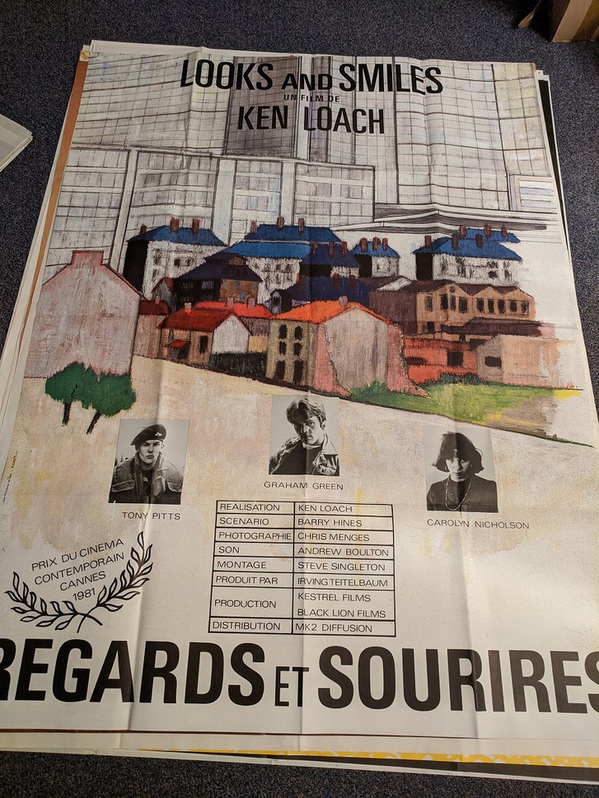 LOOKS AND SMILES
UN FILM DE
KEN LOACH
TONY PITTS
GRAHAM GREEN
CAROLYN NICHOLSON
REALISATION KEN LOACH
SCENARIO BARRY HINES
PHOTOGRAPHIE CHRIS MENGES
SON ANDREW BOULTON
MONTAGE STEVE SINGLETON
PRODUIT PAR IRVING TEITELBAUM
PRODUCTION KESTREL FILMS
BLACK LION FILMS
DISTRIBUTION MK2 DIFFUSION
PRIX DU CINEMA
CONTEMPORAIN
CANNES
1981
REGARDS ET SOURIRES